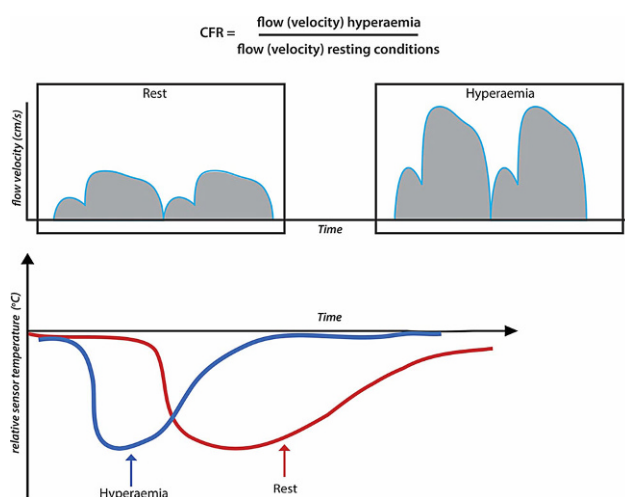 CFR = flow (velocity) hyperaemia
flow (velocity) resting conditions
Rest
Hyperaemia
flow velocity (cm/s)
Time
Time
relative sensor temperature (°C)
Hyperaemia
Rest